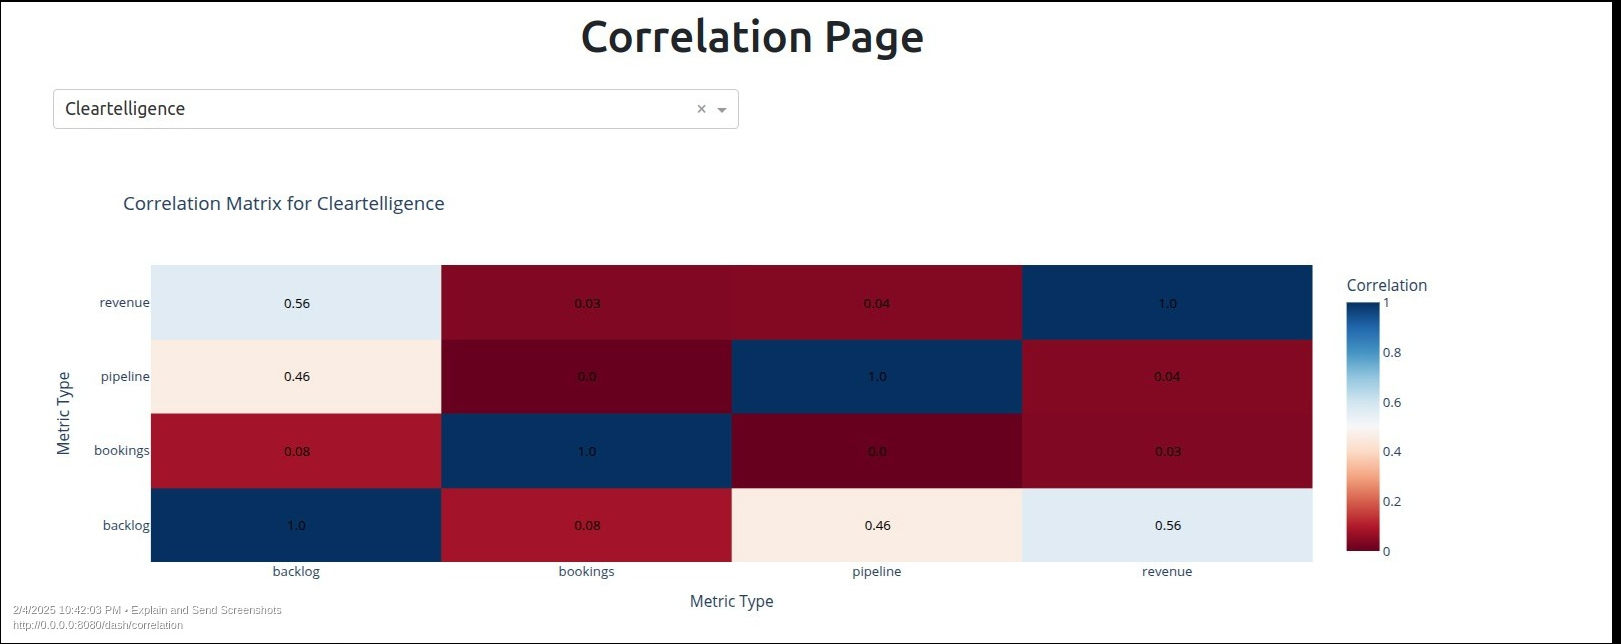 Correlation Page
Cleartelligence × 
Correlation Matrix for Cleartelligence
Correlation
revenue 0.56 0.03 0.04 1.0
pipeline 0.46 0.0 1.0 0.04
bookings 0.08 1.0 0.0 0.03
backlog 1.0 0.08 0.46 0.56
backlog bookings pipeline revenue
Metric Type
Metric Type
1
0.8
0.6
0.4
0.2
0
2/4/2025 10:42:03 PM • Explain and Send Screenshots
http://0.0.0.0:8080/dash/correlation